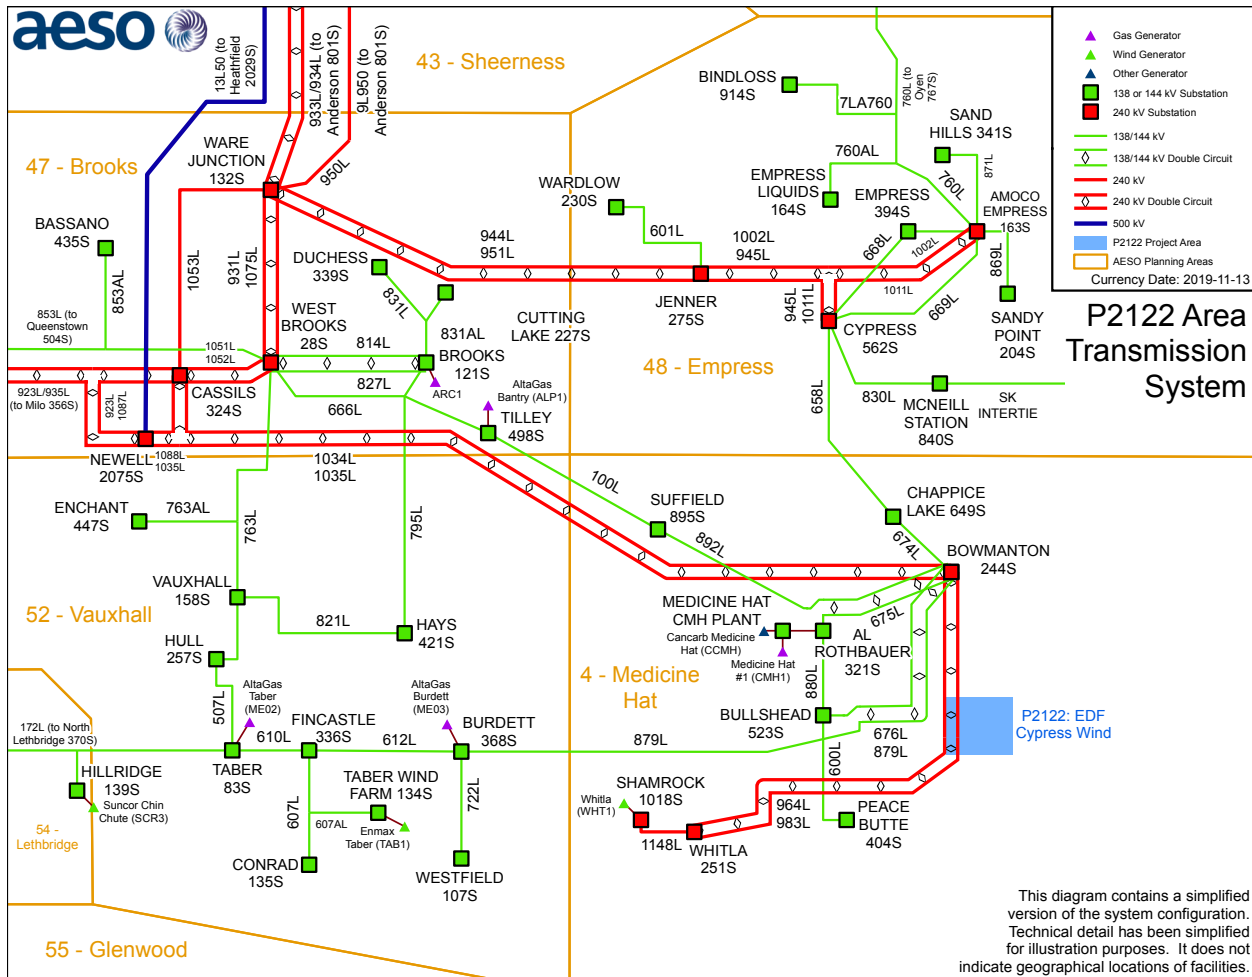 aeso
13L50 (to
Heathfield
2029S)
933L/934L (to
Anderson 801S)
9L950 (to
Anderson 801S)
43 - Sheerness
Gas Generator
Wind Generator
Other Generator
138 or 144 kV Substation
240 kV Substation
138/144 kV
138/144 kV Double Circuit
240 kV
240 kV Double Circuit
500 kV
P2122 Project Area
AESO Planning Areas
Currency Date: 2019-11-13
P2122 Area
Transmission
System
BINDLOSS
914S
7LA760
760L (to
Oyen
767S)
SAND
HILLS 341S
871L
760AL
760L
EMPRESS
LIQUIDS
164S
EMPRESS
394S
AMOCO
EMPRESS
163S
47 - Brooks
WARE
JUNCTION
132S
950L
WARDLOW
230S
601L
BASSANO
435S
853AL
1053L
931L
1075L
DUCHESS
339S
831L
944L
951L
1002L
945L
668L
1002L
1011L
869L
669L
945L
1011L
JENNER
275S
CYPRESS
562S
SANDY
POINT
204S
853L (to
Queenstown
504S)
WEST
BROOKS
28S
814L
831AL
CUTTING
LAKE 227S
BROOKS
121S
1051L
1052L
48 - Empress
827L
ARC1
AltaGas
Bantry (ALP1)
923L/935L
(to Milo 356S)
923L
1087L
CASSILS
324S
666L
TILLEY
498S
658L
830L
MCNEILL
STATION
840S
SK
INTERTIE
NEWELL
2075S
1088L
1035L
1034L
1035L
ENCHANT
447S
763AL
763L
795L
100L
SUFFIELD
895S
892L
CHAPPICE
LAKE 649S
674L
BOWMANTON
244S
52 - Vauxhall
VAUXHALL
158S
821L
HAYS
421S
HULL
257S
507L
MEDICINE HAT
CMH PLANT
Cancarb Medicine
Hat (CCMH)
Medicine Hat
#1 (CMH1)
675L
AL
ROTHBAUER
321S
880L
4 - Medicine
Hat
BULLSHEAD
523S
676L
879L
P2122: EDF
Cypress Wind
AltaGas
Taber
(ME02)
AltaGas
Burdett
(ME03)
172L (to North
Lethbridge 370S)
610L
FINCASTLE
336S
612L
BURDETT
368S
879L
600L
TABER
83S
HILLRIDGE
139S
Suncor Chin
Chute (SCR3)
TABER WIND
FARM 134S
607L
607AL
Enmax
Taber (TAB1)
722L
Whitla
(WHT1)
SHAMROCK
1018S
1148L
WHITLA
251S
964L
983L
PEACE
BUTTE
404S
54 -
Lethbridge
CONRAD
135S
WESTFIELD
107S
55 - Glenwood
This diagram contains a simplified
version of the system configuration.
Technical detail has been simplified
for illustration purposes. It does not
indicate geographical locations of facilities.